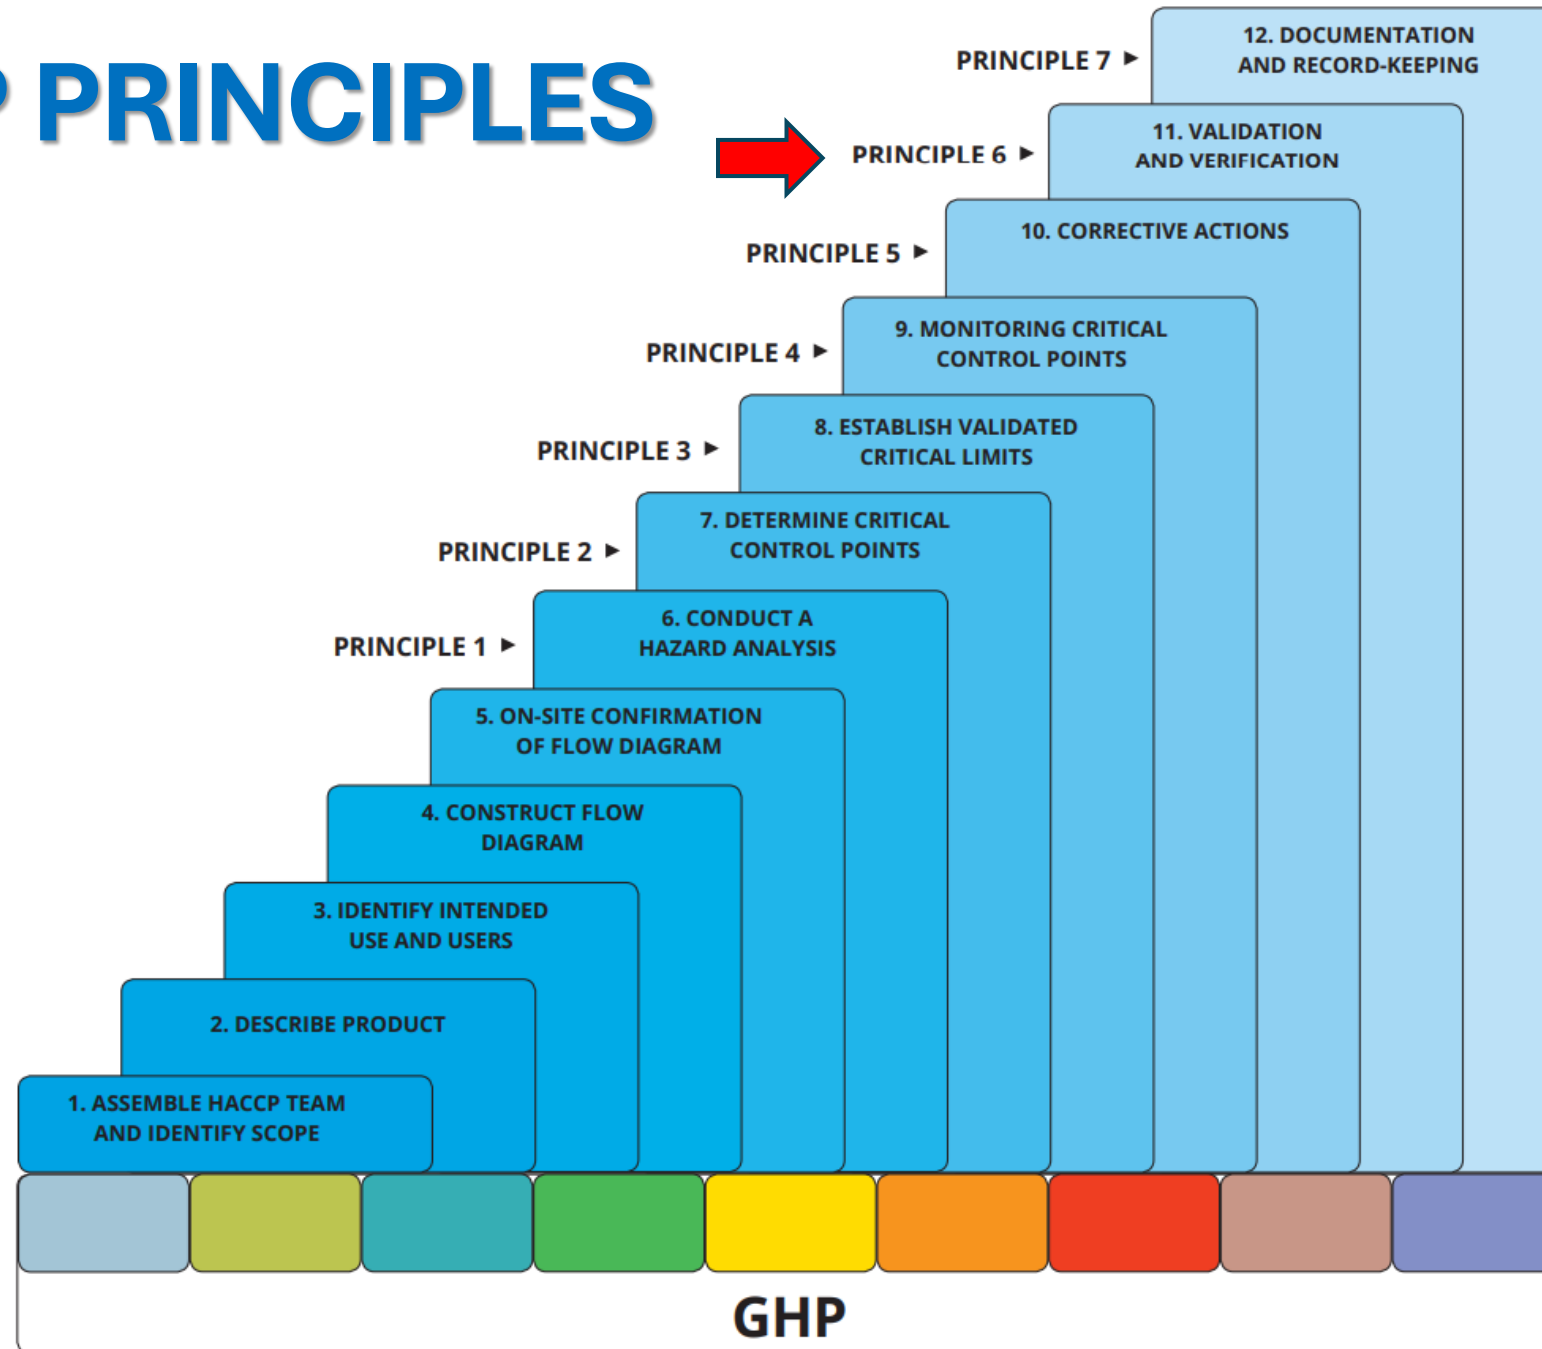 P PRINCIPLES
PRINCIPLE 7 ►
12. DOCUMENTATION
AND RECORD-KEEPING
PRINCIPLE 6 ►
11. VALIDATION
AND VERIFICATION
PRINCIPLE 5 ►
10. CORRECTIVE ACTIONS
PRINCIPLE 4 ►
9. MONITORING CRITICAL
CONTROL POINTS
PRINCIPLE 3 ►
8. ESTABLISH VALIDATED
CRITICAL LIMITS
PRINCIPLE 2 ►
7. DETERMINE CRITICAL
CONTROL POINTS
PRINCIPLE 1 ►
6. CONDUCT A
HAZARD ANALYSIS
5. ON-SITE CONFIRMATION
OF FLOW DIAGRAM
4. CONSTRUCT FLOW
DIAGRAM
3. IDENTIFY INTENDED
USE AND USERS
2. DESCRIBE PRODUCT
1. ASSEMBLE HACCP TEAM
AND IDENTIFY SCOPE
GHP